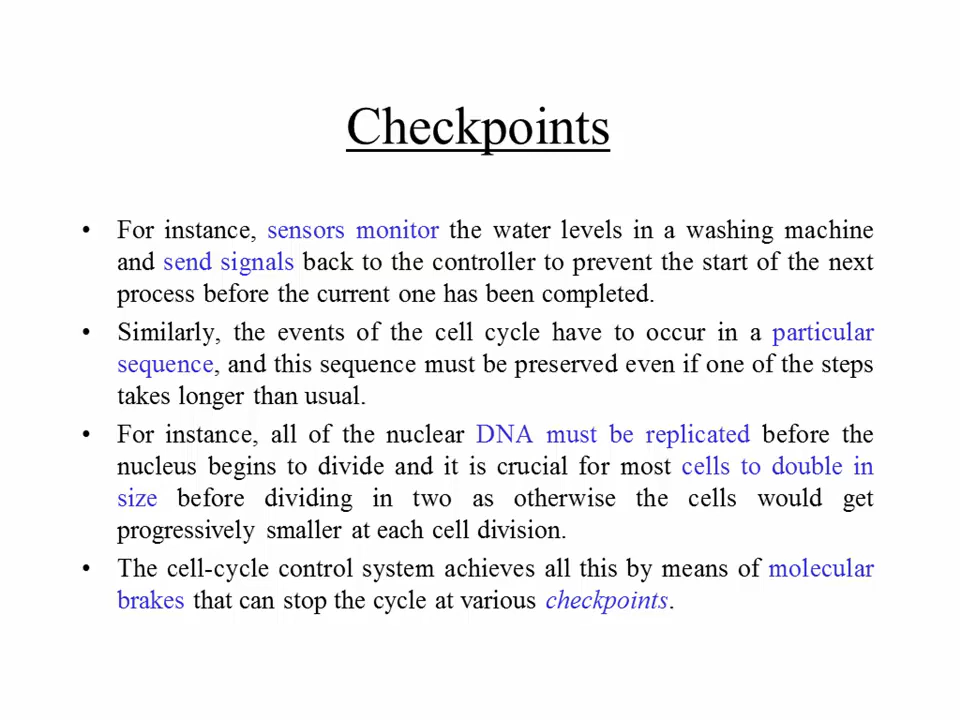 Checkpoints
• For instance, sensors monitor the water levels in a washing machine
and send signals back to the controller to prevent the start of the next
process before the current one has been completed.
• Similarly, the events of the cell cycle have to occur in a particular
sequence, and this sequence must be preserved even if one of the steps
takes longer than usual.
• For instance, all of the nuclear DNA must be replicated before the
nucleus begins to divide and it is crucial for most cells to double in
size before dividing in two as otherwise the cells would get
progressively smaller at each cell division.
• The cell-cycle control system achieves all this by means of molecular
brakes that can stop the cycle at various checkpoints.